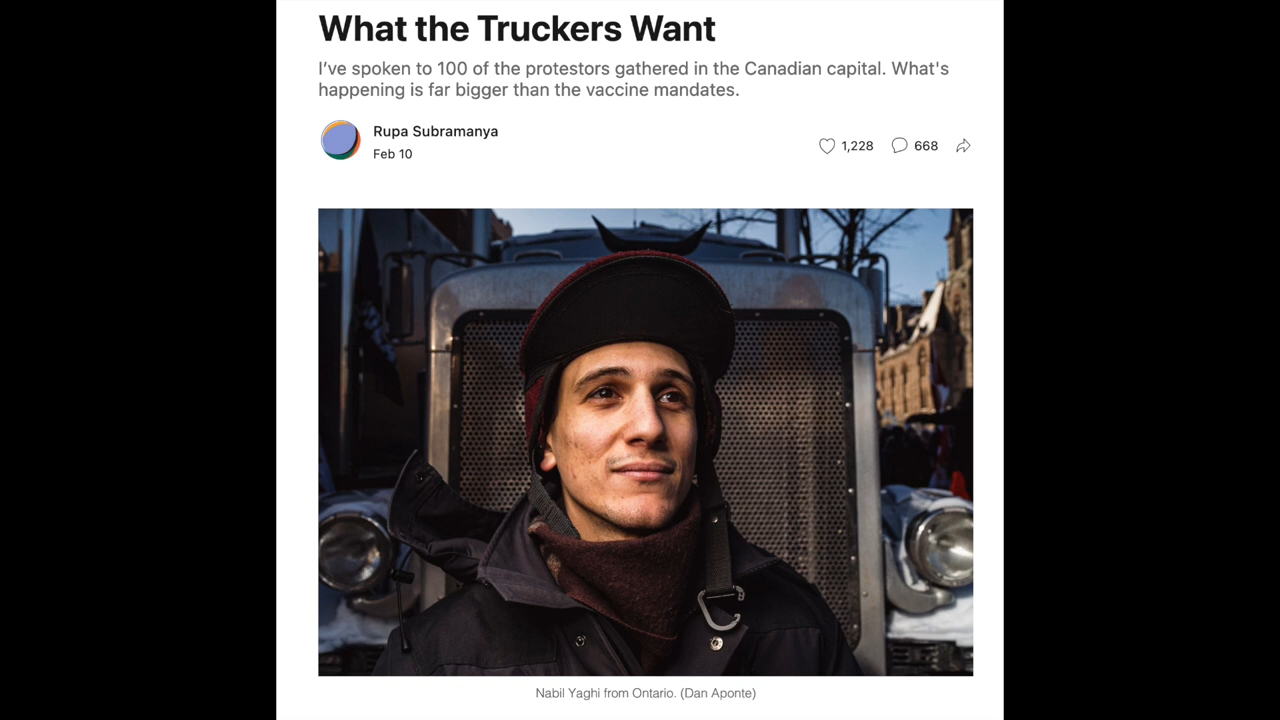 What the Truckers Want
I've spoken to 100 of the protestors gathered in the Canadian capital. What's
happening is far bigger than the vaccine mandates.
Rupa Subramanya
Feb 10
1,228
668
Nabil Yaghi from Ontario. (Dan Aponte)